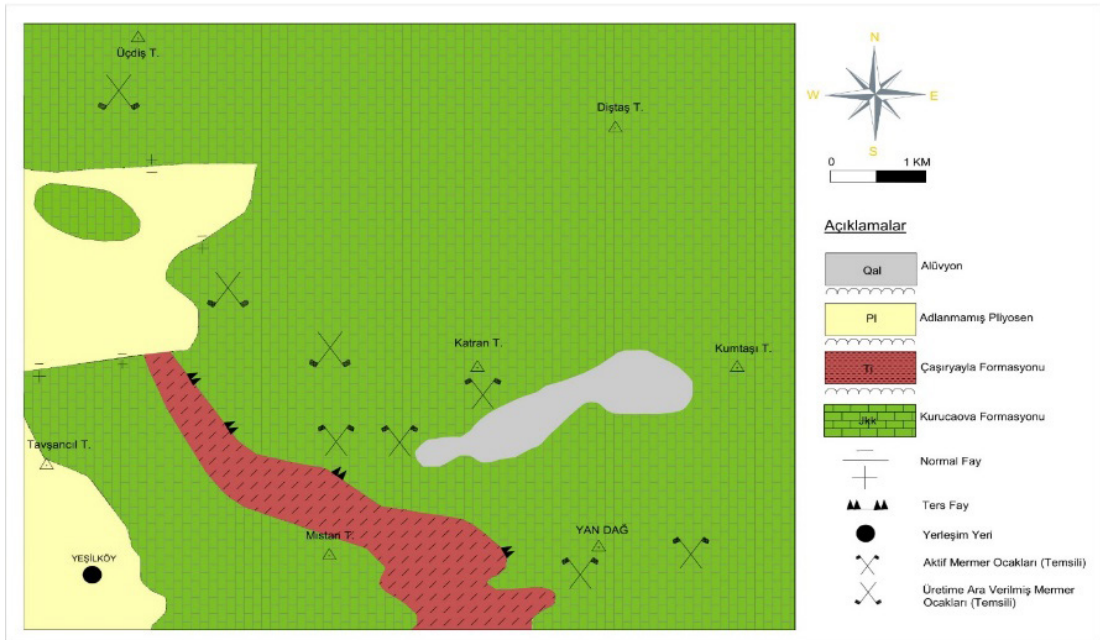 Üçdiş T.
Diştaş T.
Katran T.
Kumtaşı T.
Tavşancıl T.
Mıstarı T.
YAN DAĞ
YEŞİLKÖY
N
W
E
S
0 1 KM
Açıklamalar
Qal Alüvyon
Pl Adlanmamış Pliyosen
Ti Çaşıryayla Formasyonu
Jkk Kurucaova Formasyonu
Normal Fay
Ters Fay
Yerleşim Yeri
Aktif Mermer Ocakları (Temsili)
Üretime Ara Verilmiş Mermer
Ocakları (Temsili)